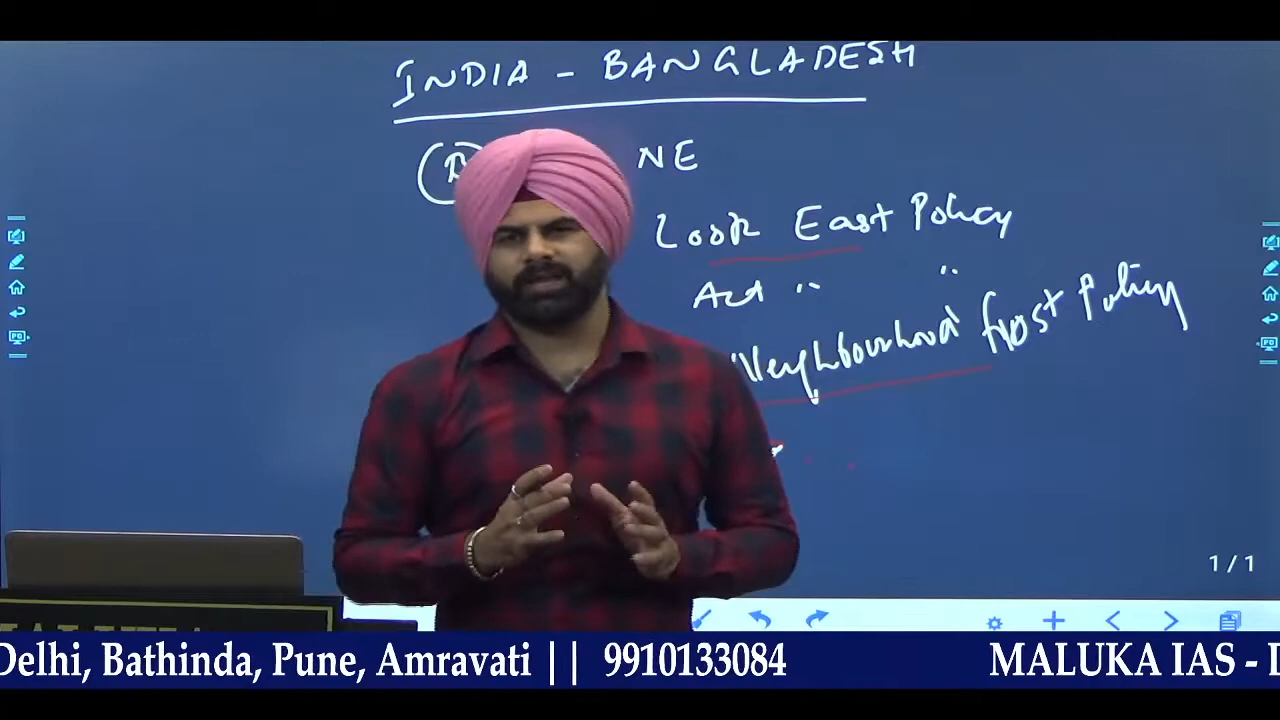 INDIA - BANGLADESH
NE
Look East Policy
Act " "
Neighbourhood first Policy
1 / 1
Delhi, Bathinda, Pune, Amravati || 9910133084 MALUKA IAS - D